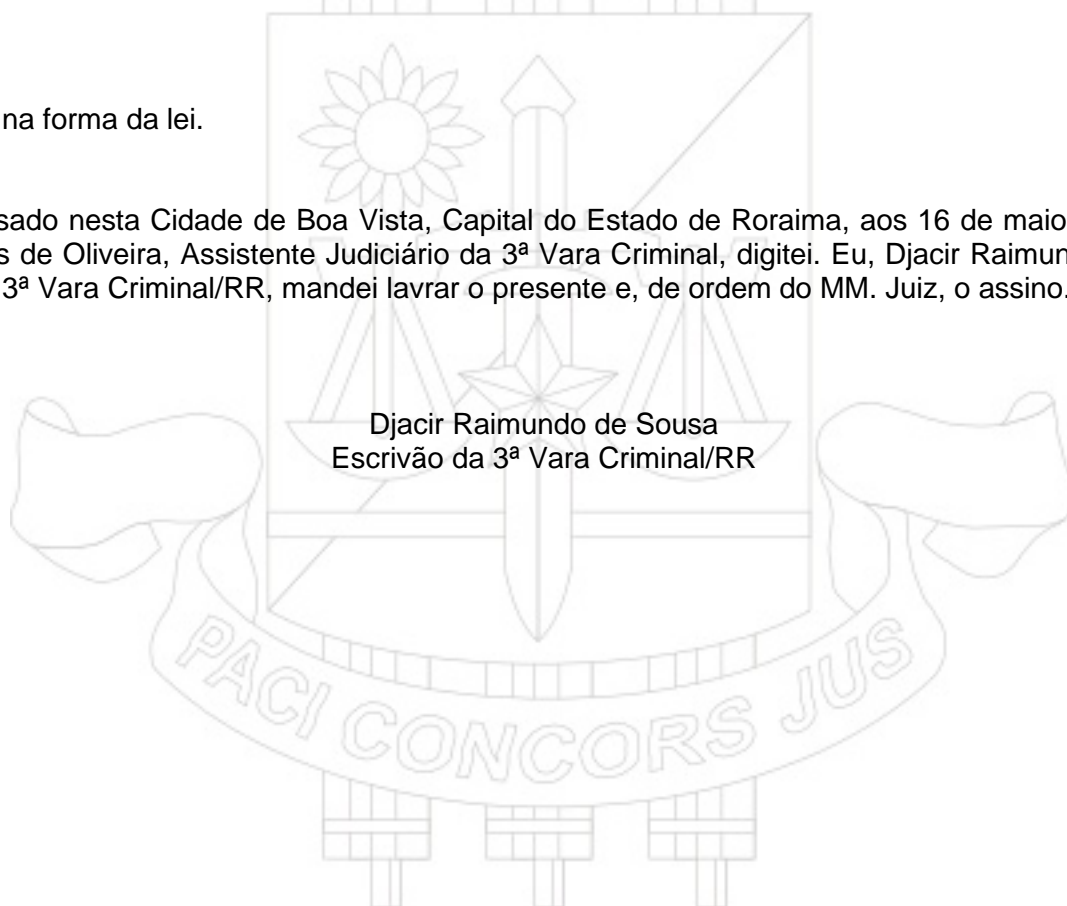 na forma da lei.
sado nesta Cidade de Boa Vista, Capital do Estado de Roraima, aos 16 de maio
s de Oliveira, Assistente Judiciário da 3ª Vara Criminal, digitei. Eu, Djacir Raimun
3ª Vara Criminal/RR, mandei lavrar o presente e, de ordem do MM. Juiz, o assino.
Djacir Raimundo de Sousa
Escrivão da 3ª Vara Criminal/RR
PACI CONCORS JUS